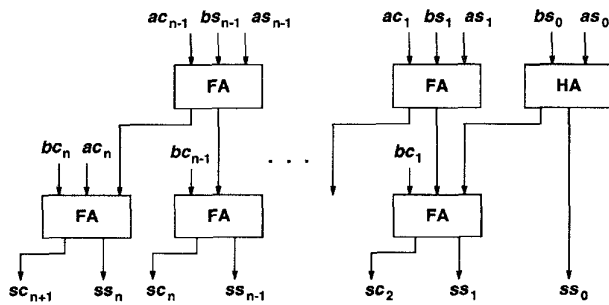 ac_{n-1} bs_{n-1} as_{n-1} ac_1 bs_1 as_1 bs_0 as_0
FA FA HA
bc_n ac_n bc_{n-1} . . . bc_1
FA FA FA
sc_{n+1} ss_n sc_n ss_{n-1} sc_2 ss_1 ss_0